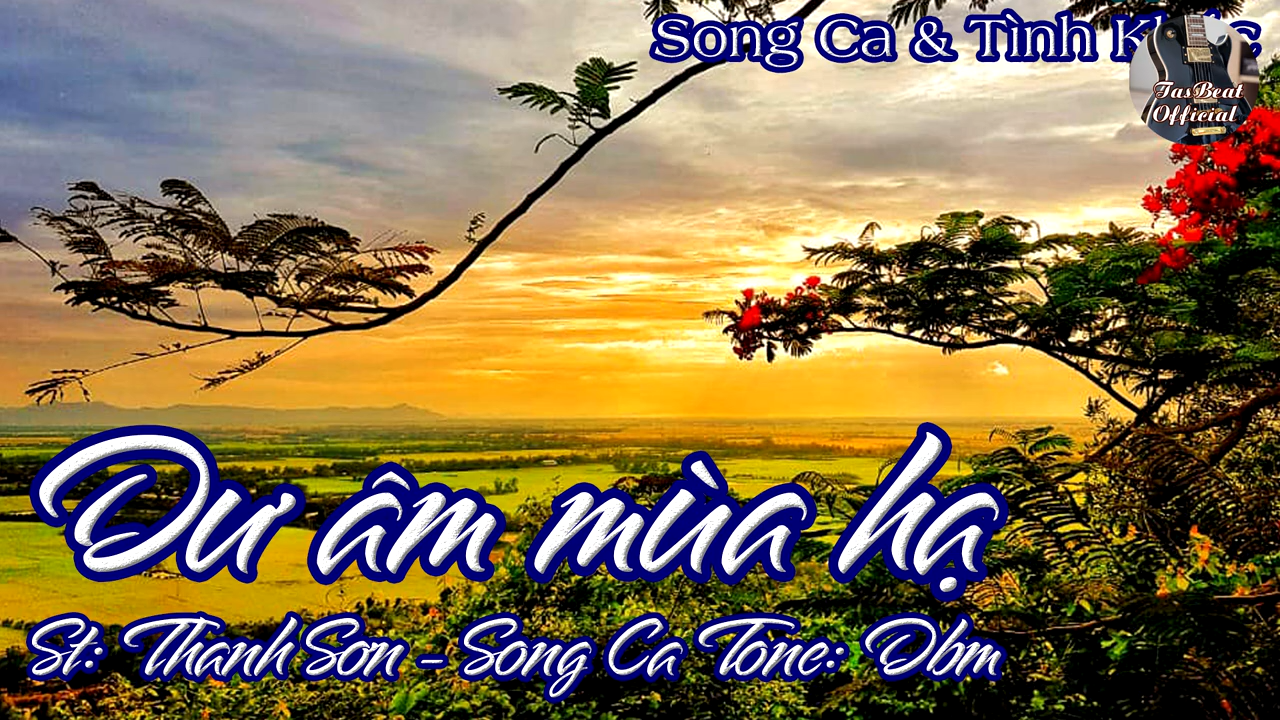 Song Ca & Tình
TasBeat
Official
Dư âm mùa hạ
St: Thanh Sơn - Song Ca Tone: Dbm